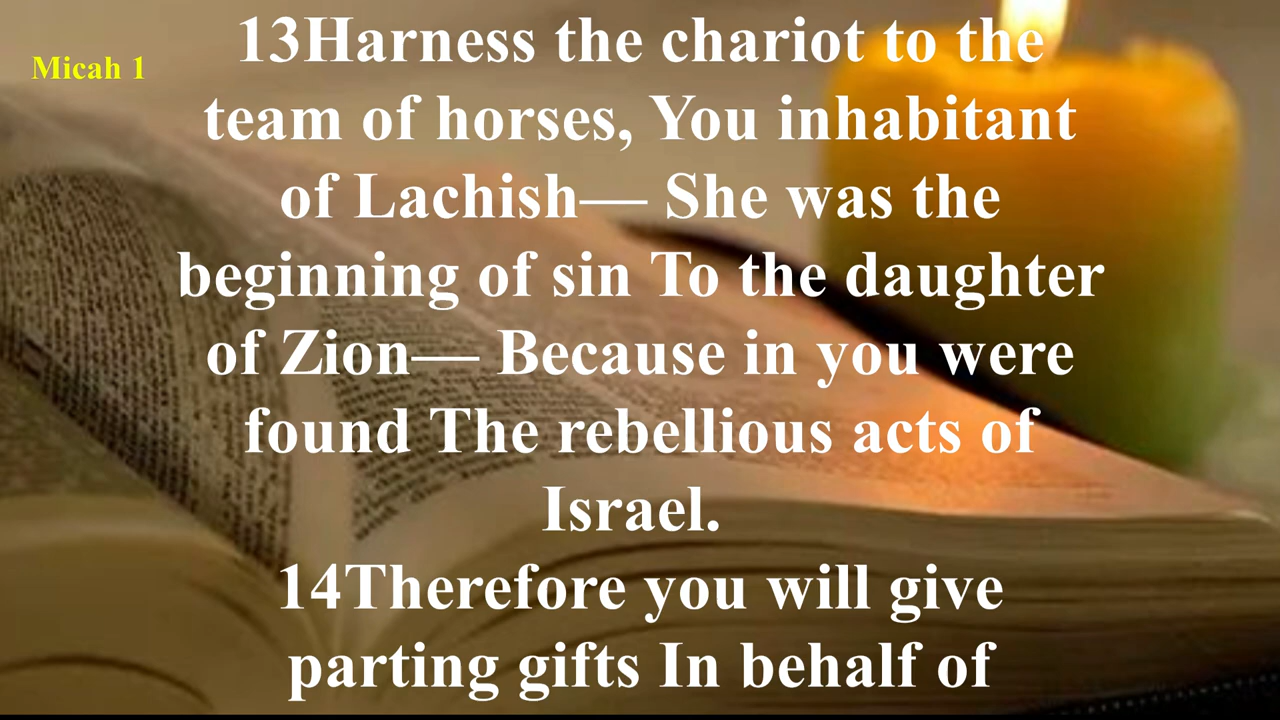 Micah 1
13Harness the chariot to the
team of horses, You inhabitant
of Lachish— She was the
beginning of sin To the daughter
of Zion— Because in you were
found The rebellious acts of
Israel.
14Therefore you will give
parting gifts In behalf of